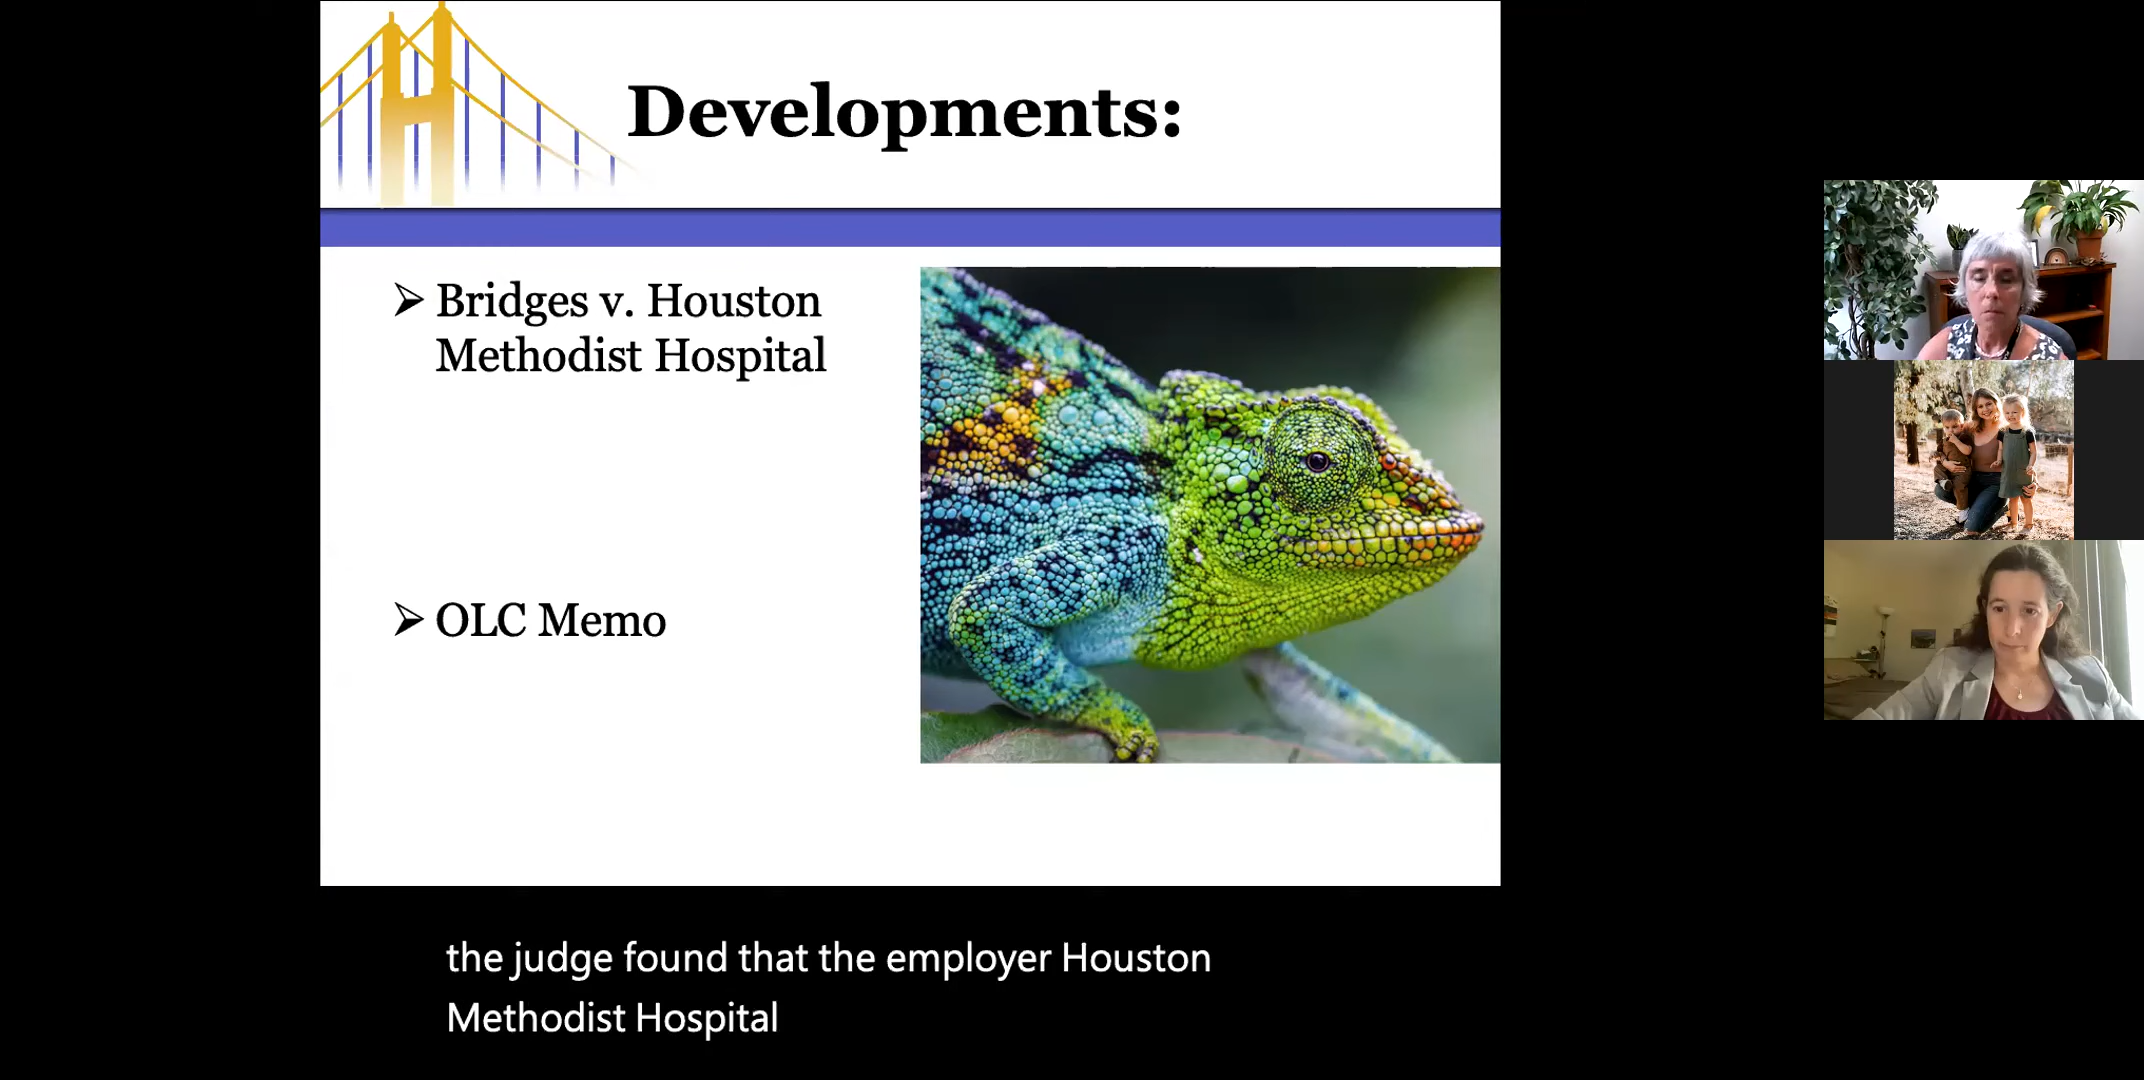 Developments:
➢ Bridges v. Houston
Methodist Hospital
➢ OLC Memo
the judge found that the employer Houston
Methodist Hospital